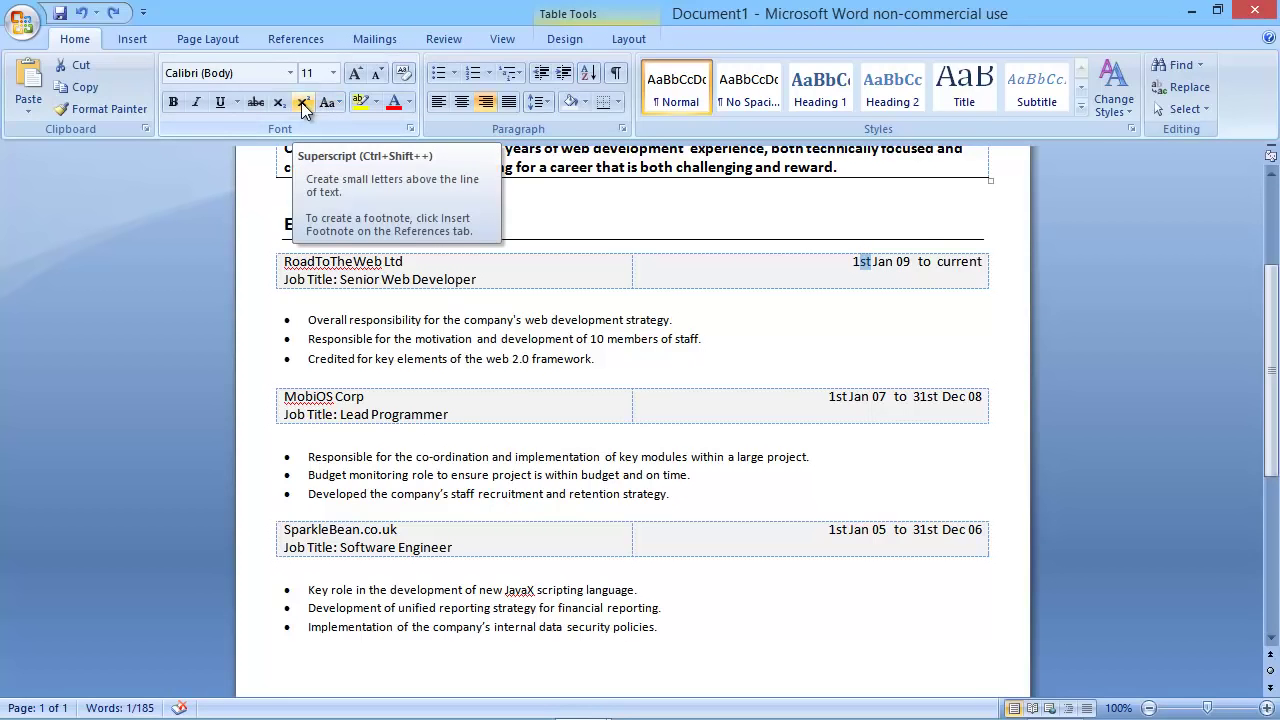 Table Tools
Document1 - Microsoft Word non-commercial use
Home Insert Page Layout References Mailings Review View Design Layout
Paste
Cut
Copy
Format Painter
Clipboard
Calibri (Body) 11
Font
Paragraph
AaBbCcDc AaBbCcDc AaBbC AaBbCc AaB AaBbCc.
¶ Normal ¶ No Spaci... Heading 1 Heading 2 Title Subtitle
Change Styles
Styles
Find
Replace
Select
Editing
years of web development experience, both technically focused and
ng for a career that is both challenging and reward.
Superscript (Ctrl+Shift++)
Create small letters above the line
of text.
To create a footnote, click Insert
Footnote on the References tab.
RoadToTheWeb Ltd 1st Jan 09 to current
Job Title: Senior Web Developer
• Overall responsibility for the company's web development strategy.
• Responsible for the motivation and development of 10 members of staff.
• Credited for key elements of the web 2.0 framework.
MobiOS Corp 1st Jan 07 to 31st Dec 08
Job Title: Lead Programmer
• Responsible for the co-ordination and implementation of key modules within a large project.
• Budget monitoring role to ensure project is within budget and on time.
• Developed the company's staff recruitment and retention strategy.
SparkleBean.co.uk 1st Jan 05 to 31st Dec 06
Job Title: Software Engineer
• Key role in the development of new JavaX scripting language.
• Development of unified reporting strategy for financial reporting.
• Implementation of the company's internal data security policies.
Page: 1 of 1 Words: 1/185 100%